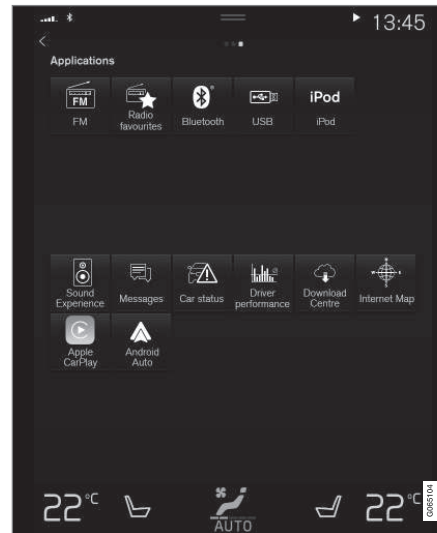 13:45
Applications
FM
iPod
FM
Radio
favourites
Bluetooth
USB
iPod
Sound
Experience
Messages
Car status
Driver
performance
Download
Centre
Internet Map
Apple
CarPlay
Android
Auto
22°C
AUTO
22°C
G065104